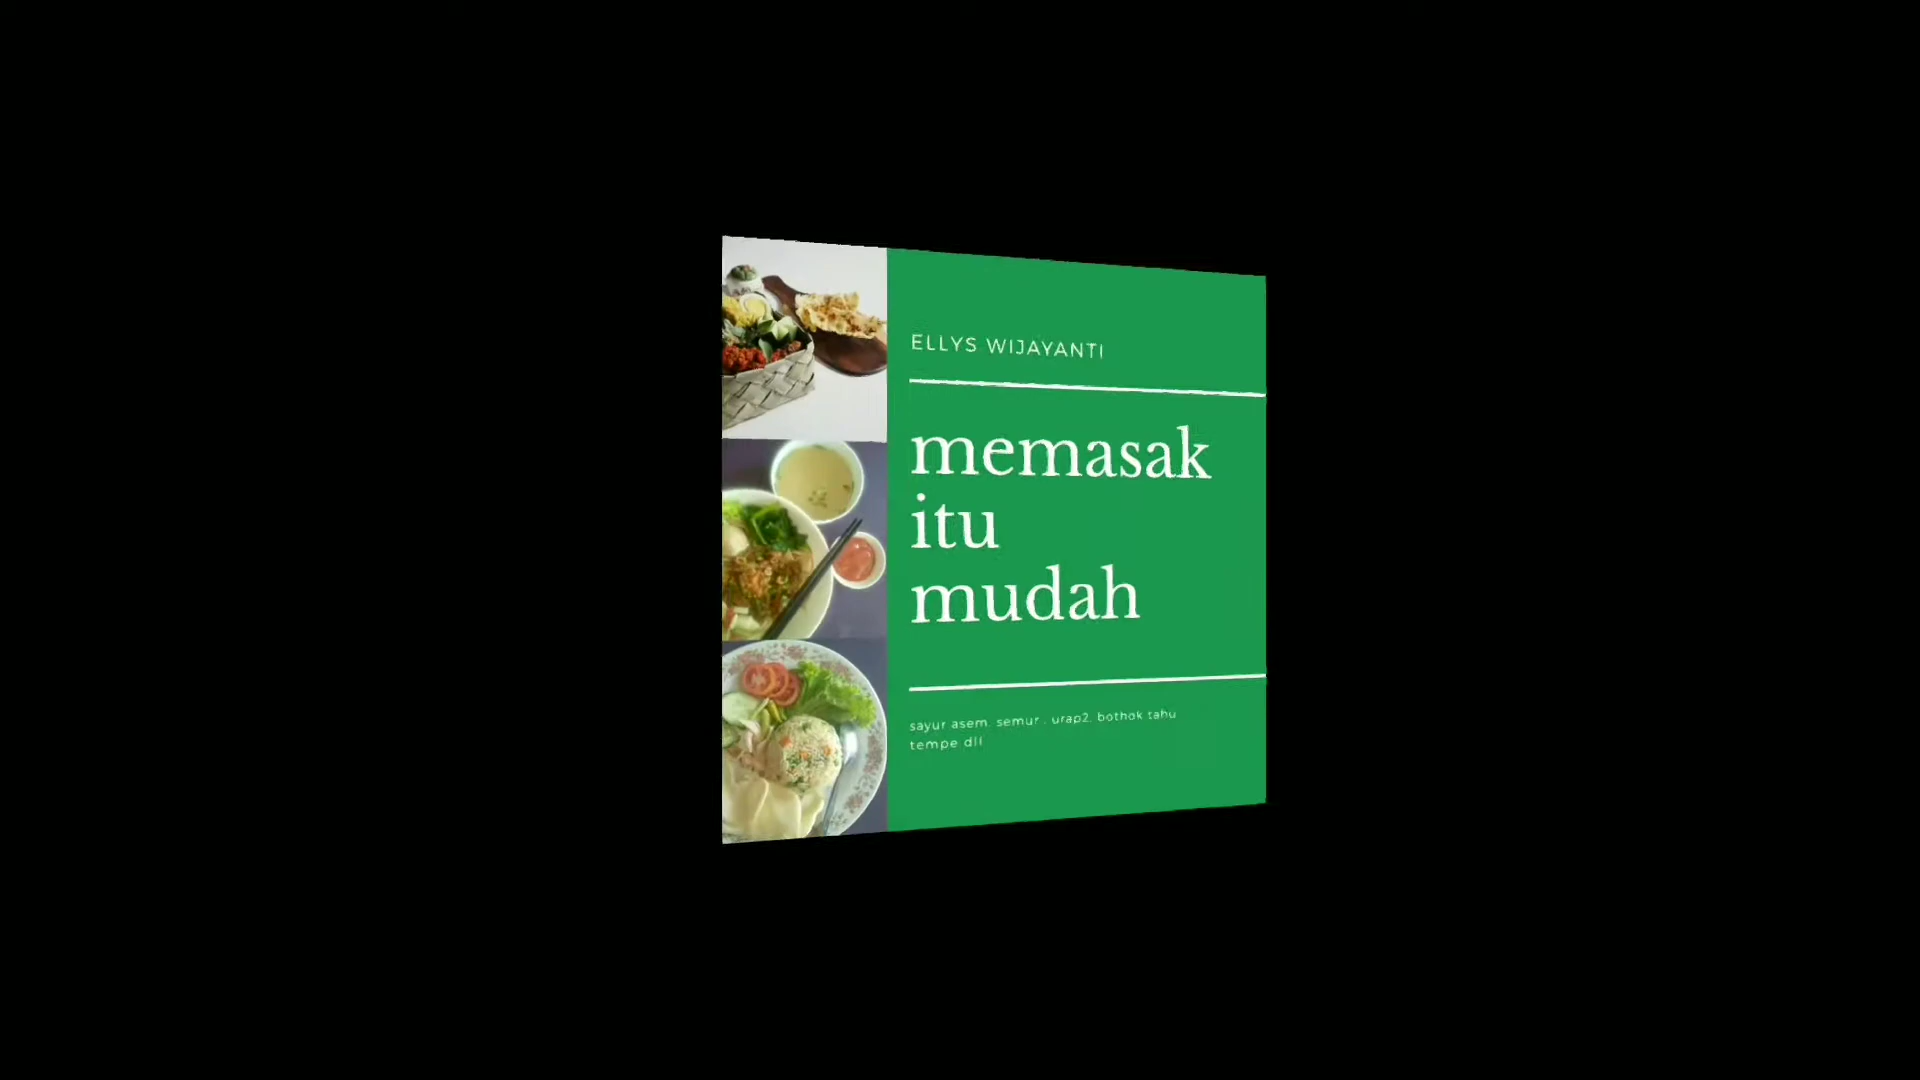 ELLYS WIJAYANTI
memasak
itu
mudah
sayur asem. semur . urap2. bothok tahu
tempe dll